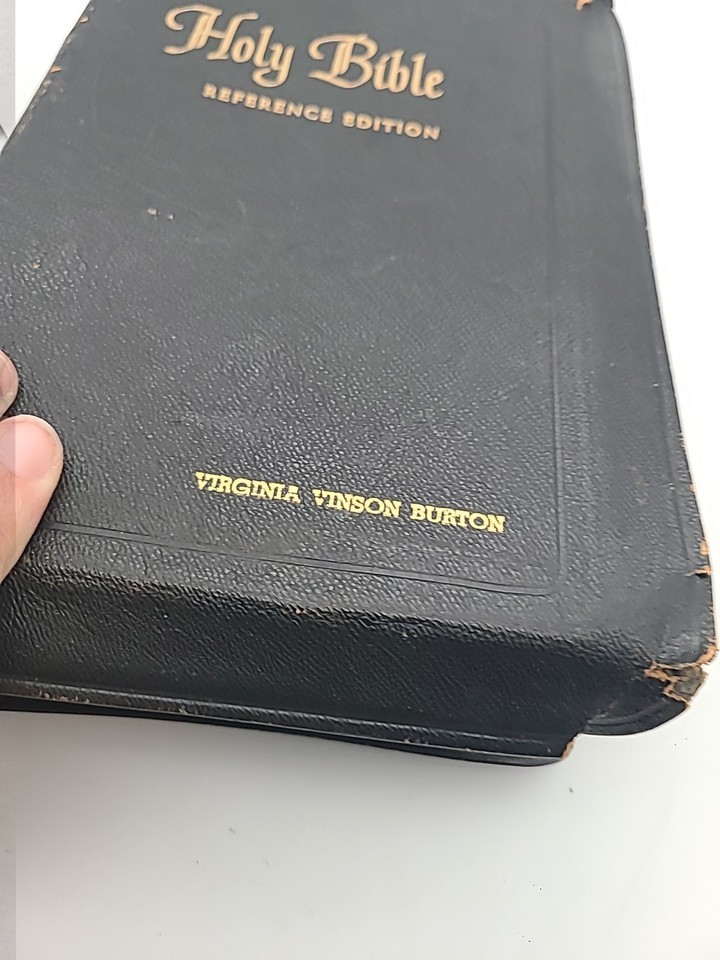 Holy Bible
REFERENCE EDITION
VIRGINIA VINSON BURTON